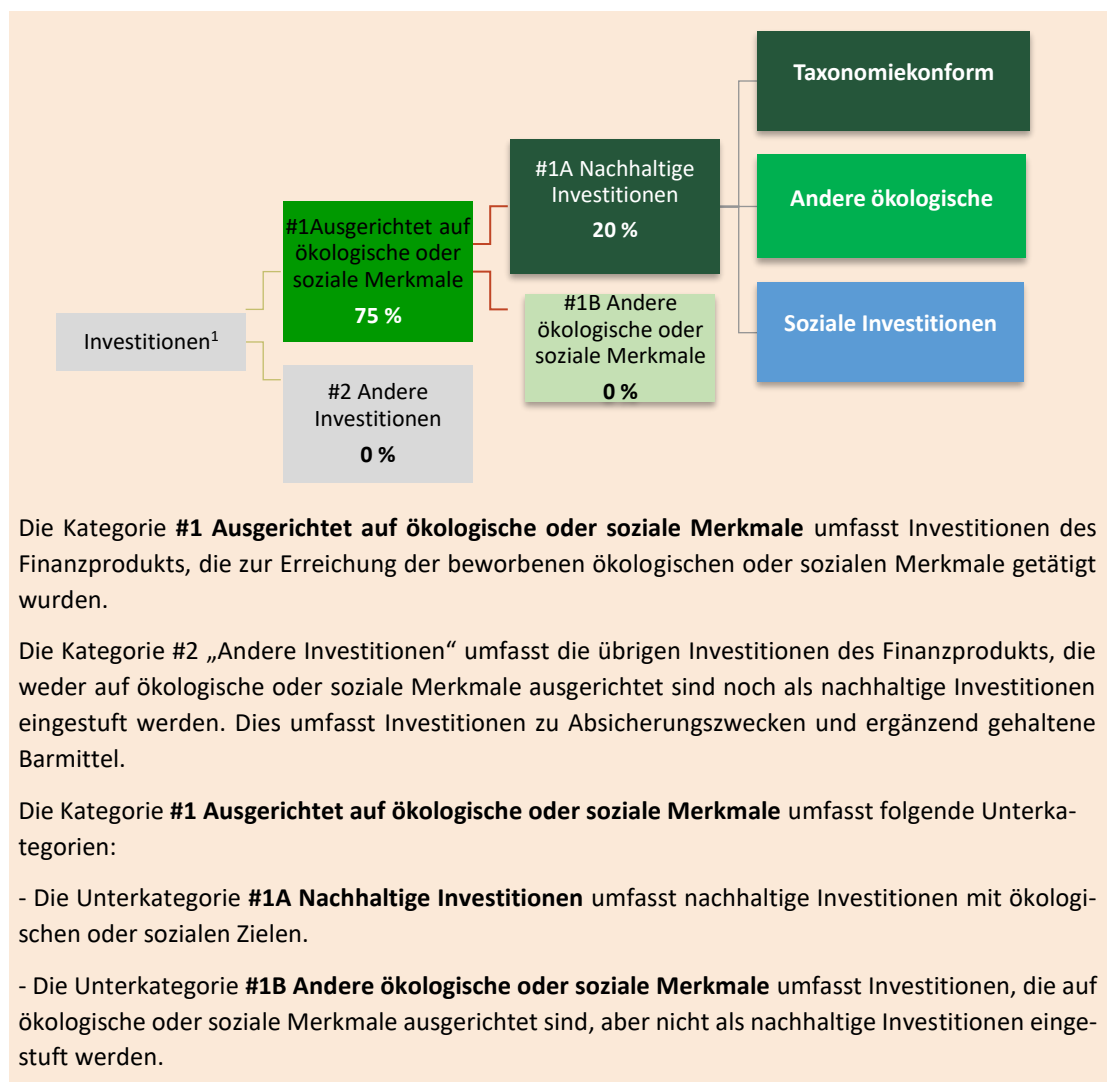 Taxonomiekonform
#1A Nachhaltige
Investitionen
20 %
Andere ökologische
#1Ausgerichtet auf
ökologische oder
soziale Merkmale
75 %
#1B Andere
ökologische oder
soziale Merkmale
0 %
Soziale Investitionen
Investitionen¹
#2 Andere
Investitionen
0 %
Die Kategorie #1 Ausgerichtet auf ökologische oder soziale Merkmale umfasst Investitionen des
Finanzprodukts, die zur Erreichung der beworbenen ökologischen oder sozialen Merkmale getätigt
wurden.
Die Kategorie #2 „Andere Investitionen“ umfasst die übrigen Investitionen des Finanzprodukts, die
weder auf ökologische oder soziale Merkmale ausgerichtet sind noch als nachhaltige Investitionen
eingestuft werden. Dies umfasst Investitionen zu Absicherungszwecken und ergänzend gehaltene
Barmittel.
Die Kategorie #1 Ausgerichtet auf ökologische oder soziale Merkmale umfasst folgende Unterka-
tegorien:
- Die Unterkategorie #1A Nachhaltige Investitionen umfasst nachhaltige Investitionen mit ökologi-
schen oder sozialen Zielen.
- Die Unterkategorie #1B Andere ökologische oder soziale Merkmale umfasst Investitionen, die auf
ökologische oder soziale Merkmale ausgerichtet sind, aber nicht als nachhaltige Investitionen einge-
stuft werden.